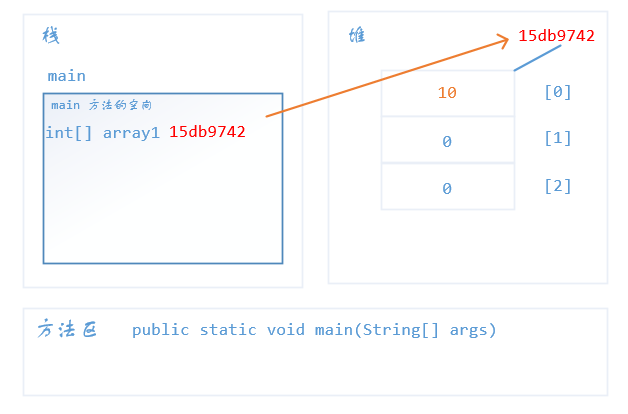 栈
main
main 方法的空间
int[] array1 15db9742
堆
15db9742
10 [0]
0 [1]
0 [2]
方法区 public static void main(String[] args)